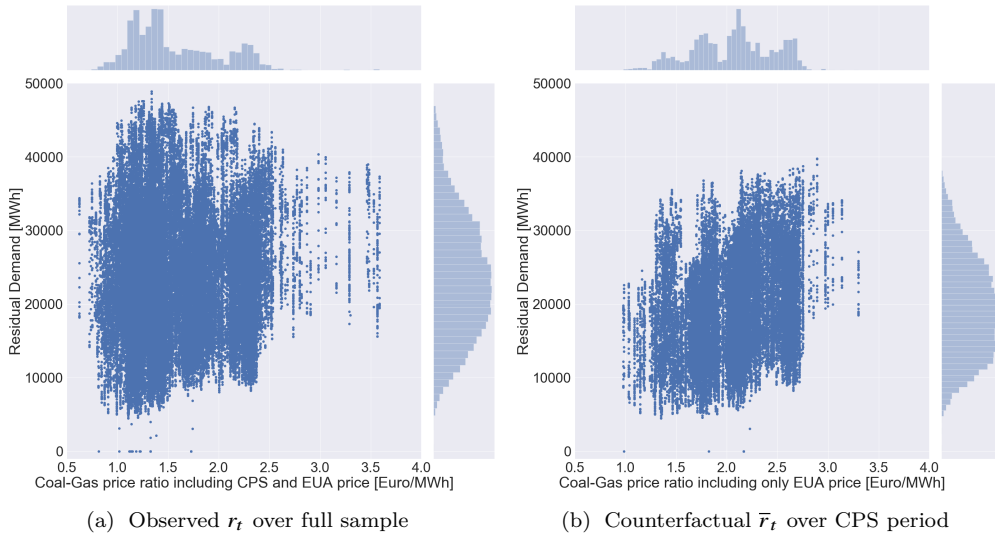 50000
40000
30000
20000
10000
0
Residual Demand [MWh]
0.5 1.0 1.5 2.0 2.5 3.0 3.5 4.0
Coal-Gas price ratio including CPS and EUA price [Euro/MWh]
(a) Observed r_t over full sample
50000
40000
30000
20000
10000
0
Residual Demand [MWh]
0.5 1.0 1.5 2.0 2.5 3.0 3.5 4.0
Coal-Gas price ratio including only EUA price [Euro/MWh]
(b) Counterfactual r̅_t over CPS period